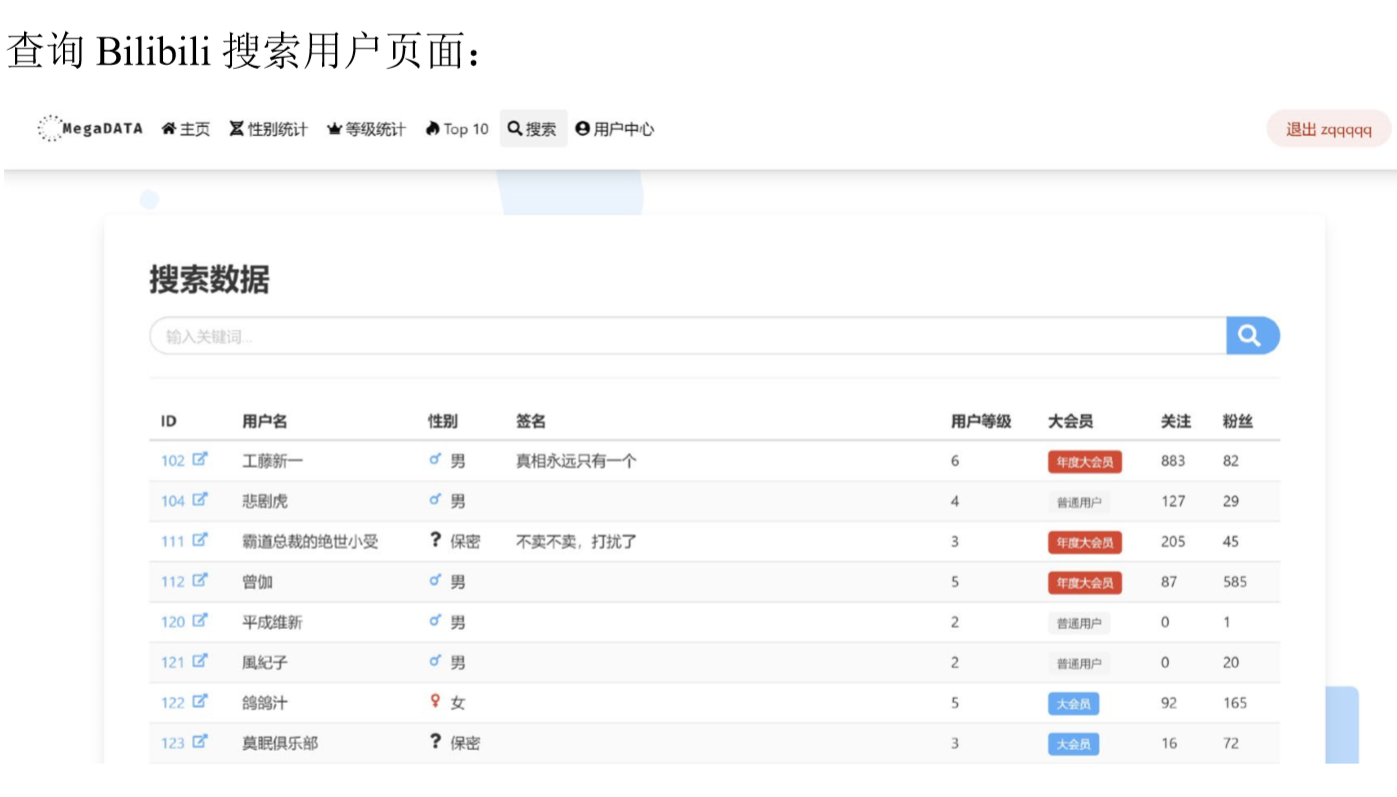 查询 Bilibili 搜索用户页面：
MegaDATA 主页 性别统计 等级统计 Top 10 搜索 用户中心 退出 zqqqqq
搜索数据
输入关键词...
ID 用户名 性别 签名 用户等级 大会员 关注 粉丝
102 工藤新一 男 真相永远只有一个 6 年度大会员 883 82
104 悲剧虎 男 4 普通用户 127 29
111 霸道总裁的绝世小受 ? 保密 不卖不卖，打扰了 3 年度大会员 205 45
112 曾伽 男 5 年度大会员 87 585
120 平成维新 男 2 普通用户 0 1
121 風紀子 男 2 普通用户 0 20
122 鸽鸽汁 女 5 大会员 92 165
123 莫眠俱乐部 ? 保密 3 大会员 16 72